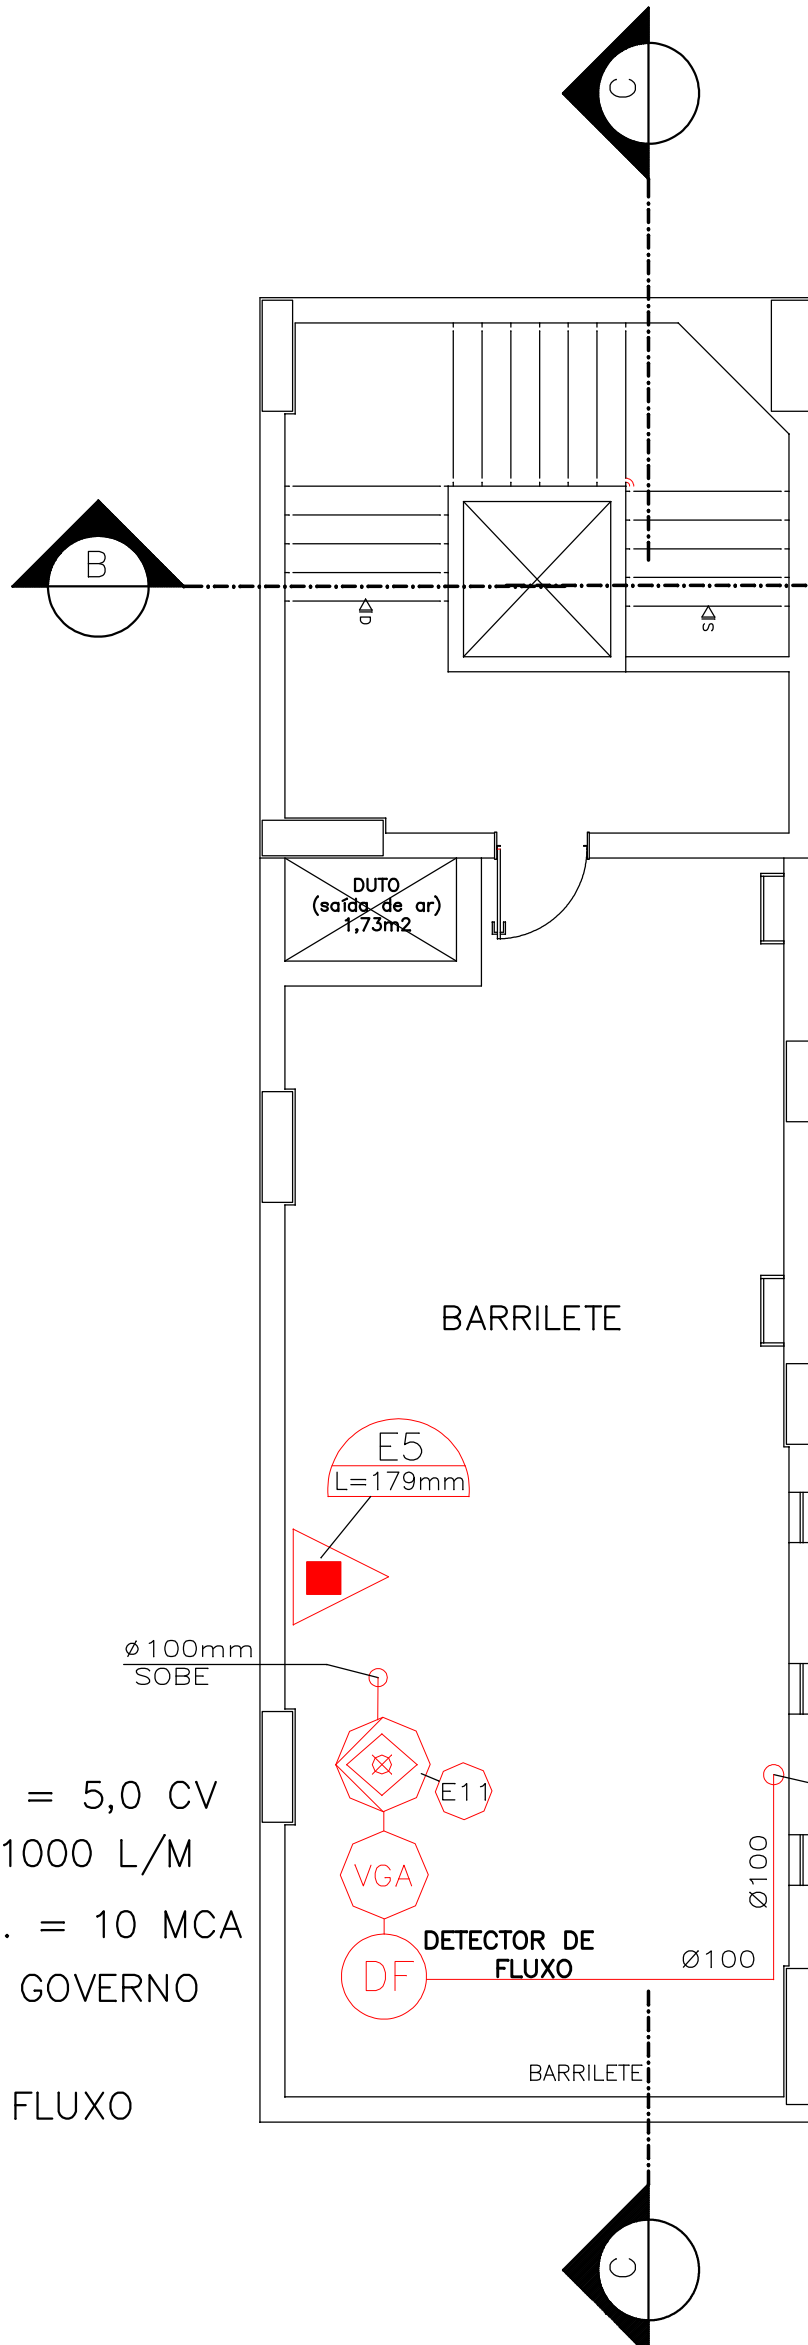 C
B
D
S
DUTO
(saída de ar)
1,73m2
BARRILETE
E5
L=179mm
ø100mm
SOBE
E11
= 5,0 CV
1000 L/M
. = 10 MCA
GOVERNO
FLUXO
VGA
DF
DETECTOR DE
FLUXO
Ø100
Ø100
BARRILETE
C